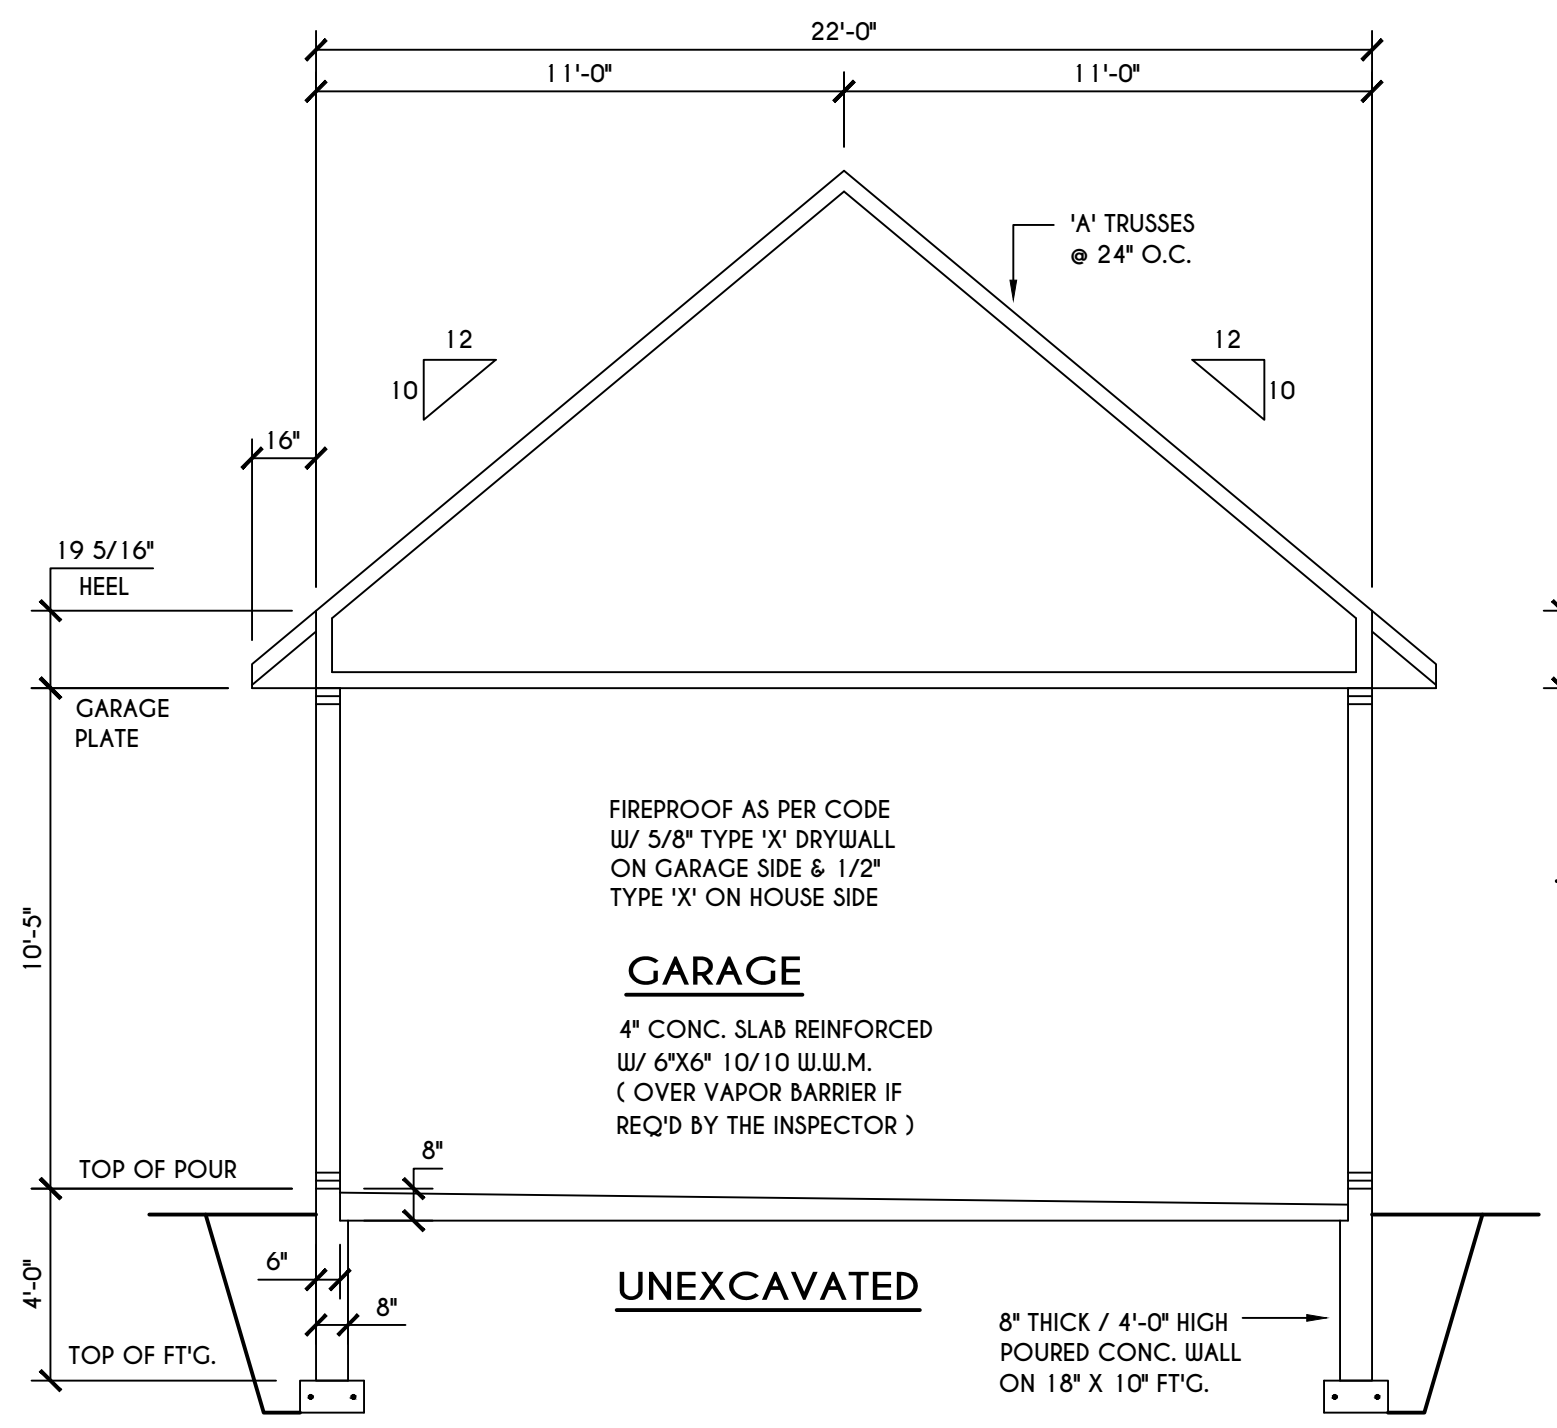 22'-0"
11'-0"
11'-0"
'A' TRUSSES
@ 24" O.C.
12
10
12
10
16"
19 5/16"
HEEL
GARAGE
PLATE
FIREPROOF AS PER CODE
W/ 5/8" TYPE 'X' DRYWALL
ON GARAGE SIDE & 1/2"
TYPE 'X' ON HOUSE SIDE
10'-5"
GARAGE
4" CONC. SLAB REINFORCED
W/ 6"X6" 10/10 W.W.M.
( OVER VAPOR BARRIER IF
REQ'D BY THE INSPECTOR )
8"
TOP OF POUR
6"
UNEXCAVATED
4'-0"
8"
8" THICK / 4'-0" HIGH
POURED CONC. WALL
ON 18" X 10" FT'G.
TOP OF FT'G.